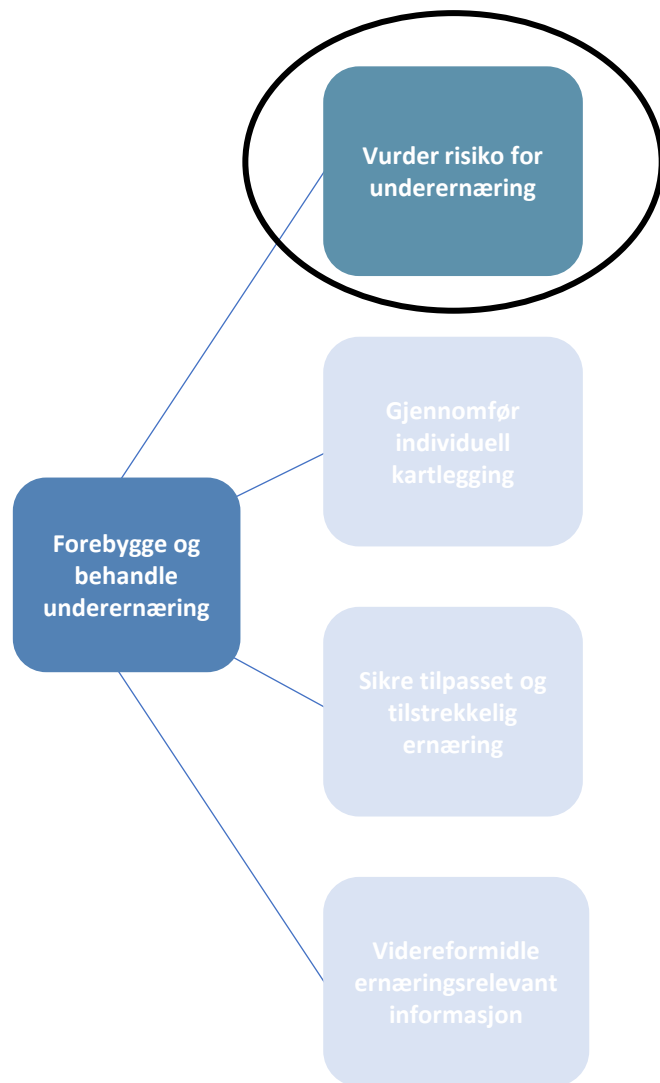 Vurder risiko for
underernæring
Gjennomfør
individuell
kartlegging
Forebygge og
behandle
underernæring
Sikre tilpasset og
tilstrekkelig
ernæring
Videreformidle
ernæringsrelevant
informasjon